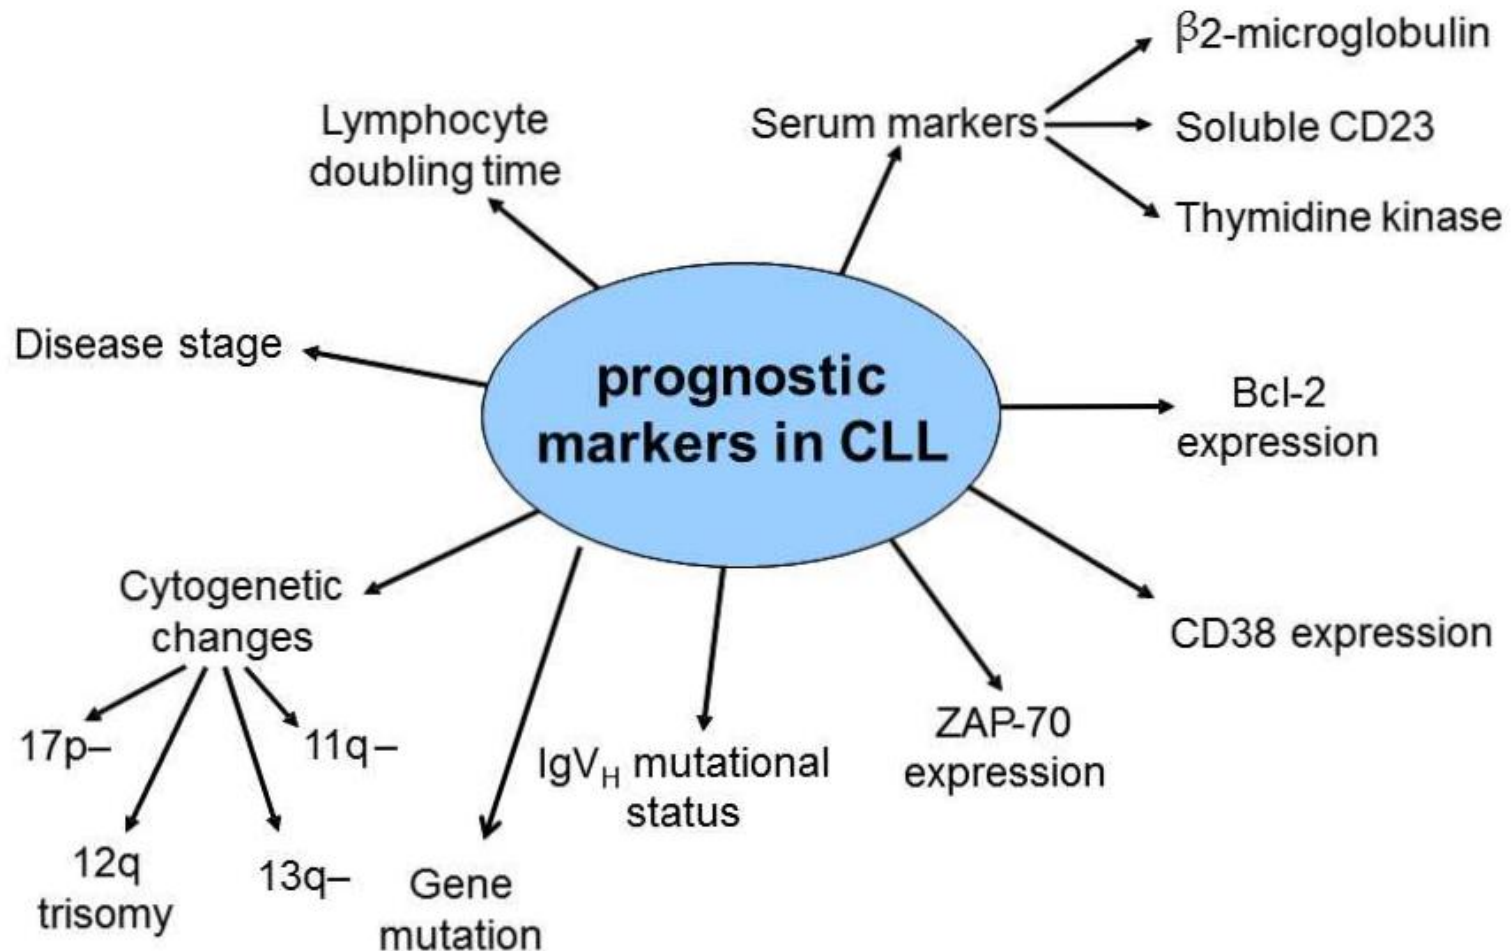 β2-microglobulin
Lymphocyte
doubling time
Serum markers
Soluble CD23
Thymidine kinase
Disease stage
prognostic
markers in CLL
Bcl-2
expression
Cytogenetic
changes
CD38 expression
17p–
11q–
IgV_H mutational
status
ZAP-70
expression
12q
trisomy
13q–
Gene
mutation